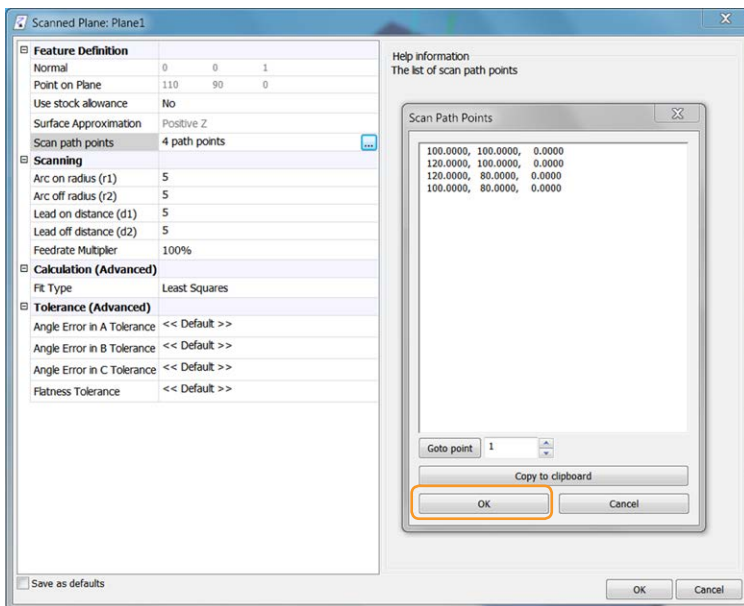 Scanned Plane: Plane1
Feature Definition
Normal 0 0 1
Point on Plane 110 90 0
Use stock allowance No
Surface Approximation Positive Z
Scan path points 4 path points ...
Scanning
Arc on radius (r1) 5
Arc off radius (r2) 5
Lead on distance (d1) 5
Lead off distance (d2) 5
Feedrate Multipler 100%
Calculation (Advanced)
Fit Type Least Squares
Tolerance (Advanced)
Angle Error in A Tolerance << Default >>
Angle Error in B Tolerance << Default >>
Angle Error in C Tolerance << Default >>
Flatness Tolerance << Default >>
Help information
The list of scan path points
Scan Path Points
100.0000, 100.0000, 0.0000
120.0000, 100.0000, 0.0000
120.0000, 80.0000, 0.0000
100.0000, 80.0000, 0.0000
Goto point 1
Copy to clipboard
OK Cancel
Save as defaults
OK Cancel